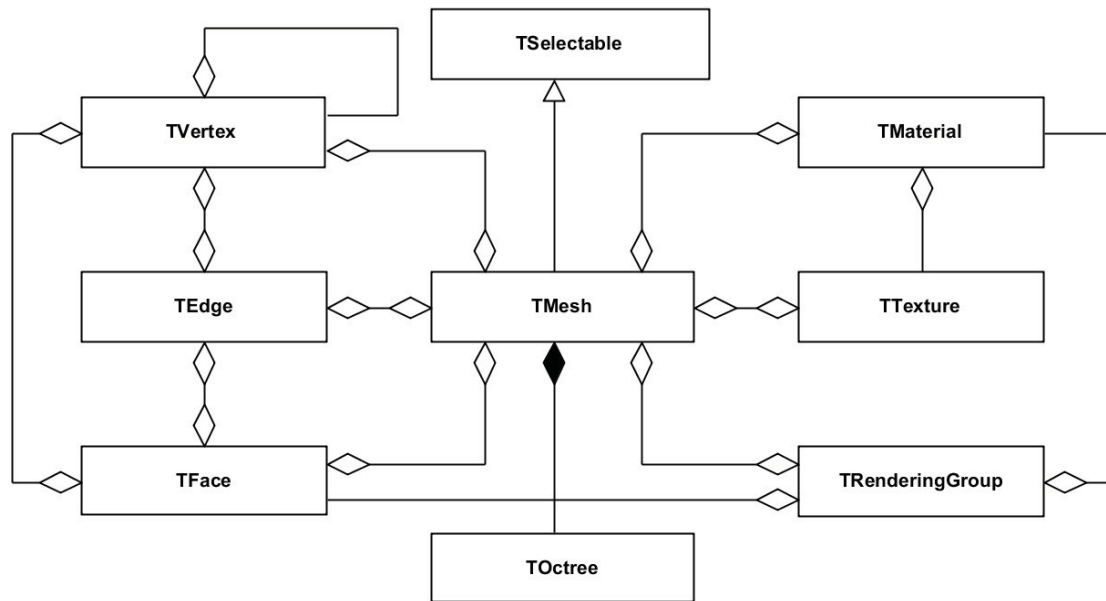 TSelectable
TVertex
TMaterial
TEdge
TMesh
TTexture
TFace
TRenderingGroup
TOctree